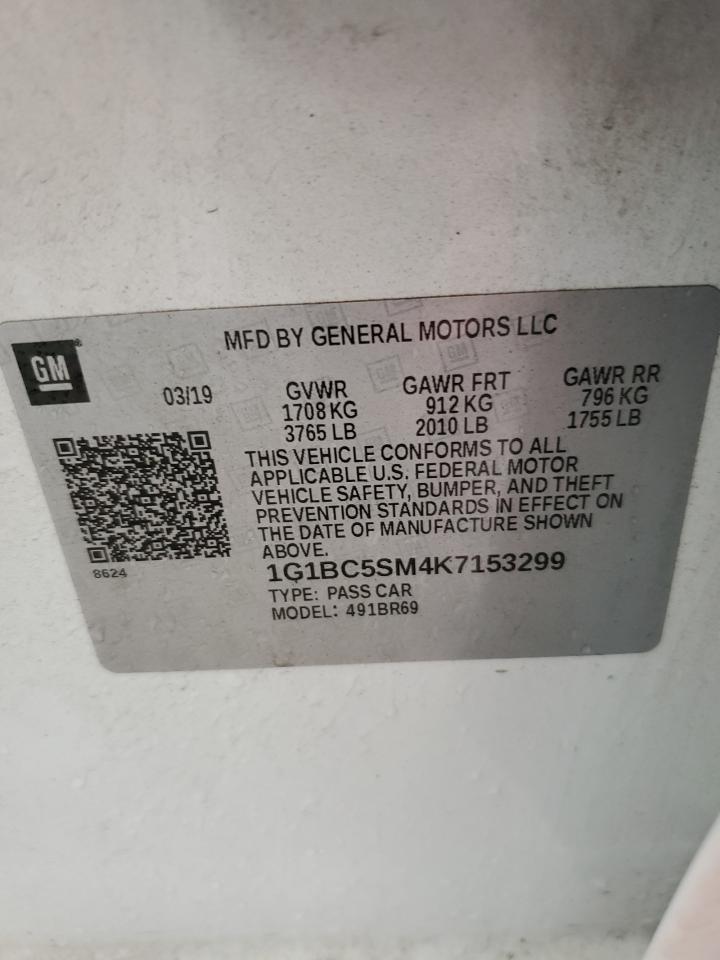 MFD BY GENERAL MOTORS LLC
GM
03/19
GVWR
1708 KG
3765 LB
GAWR FRT
912 KG
2010 LB
GAWR RR
796 KG
1755 LB
THIS VEHICLE CONFORMS TO ALL
APPLICABLE U.S. FEDERAL MOTOR
VEHICLE SAFETY, BUMPER, AND THEFT
PREVENTION STANDARDS IN EFFECT ON
THE DATE OF MANUFACTURE SHOWN
ABOVE.
8624
1G1BC5SM4K7153299
TYPE: PASS CAR
MODEL: 491BR69